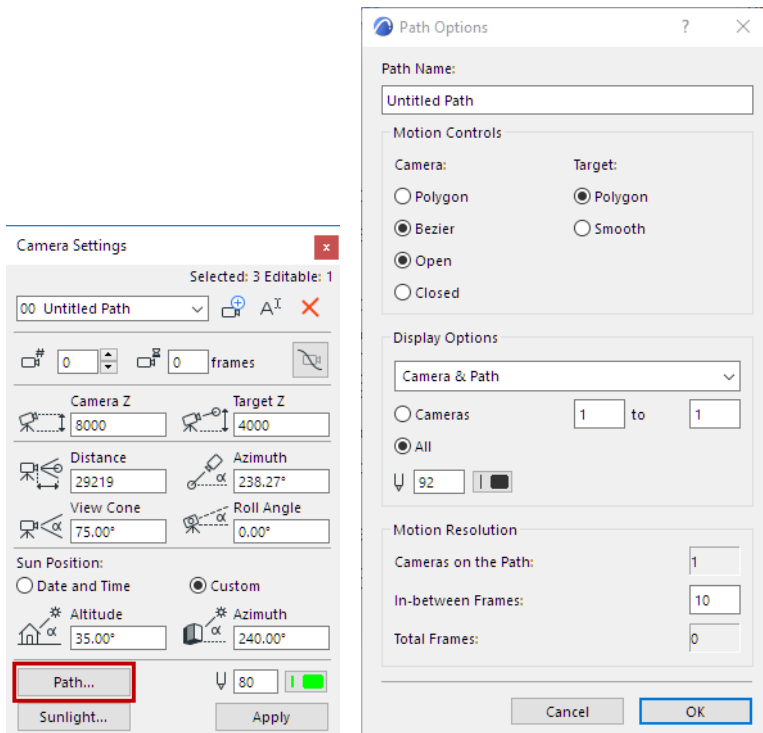 Camera Settings
x
Selected: 3 Editable: 1
00 Untitled Path
A
#
0
0
frames
Camera Z
8000
Target Z
4000
Distance
29219
Azimuth
α
238.27°
View Cone
α
75.00°
Roll Angle
α
0.00°
Sun Position:
Date and Time
Custom
Altitude
α
35.00°
Azimuth
α
240.00°
Path...
80
Sunlight...
Apply
Path Options
?
Path Name:
Untitled Path
Motion Controls
Camera:
Target:
Polygon
Polygon
Bezier
Smooth
Open
Closed
Display Options
Camera & Path
Cameras
1
to
1
All
92
Motion Resolution
Cameras on the Path:
1
In-between Frames:
10
Total Frames:
0
Cancel
OK